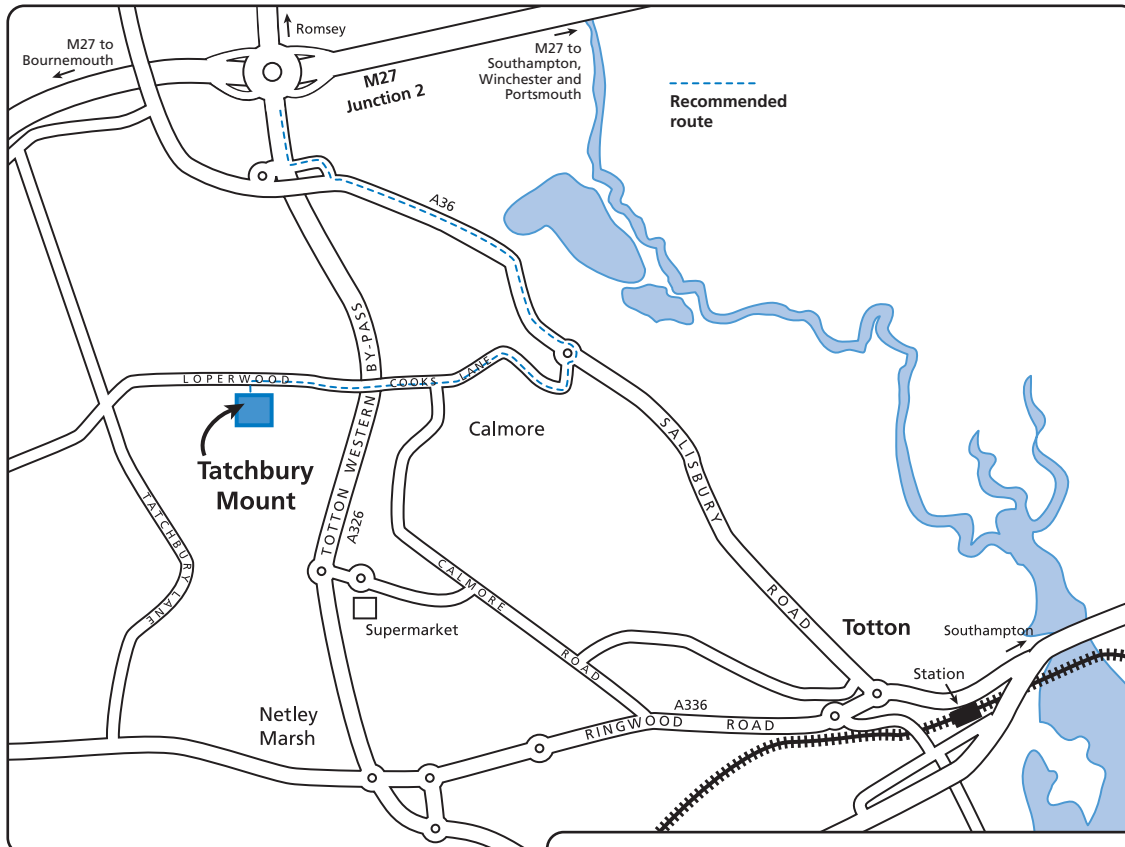 Romsey
M27 to
Bournemouth
M27
Junction 2
M27 to
Southampton,
Winchester and
Portsmouth
Recommended
route
A36
TOTTON WESTERN BY-PASS
LOPERWOOD
COOKS LANE
Calmore
Tatchbury
Mount
SALISBURY ROAD
A326
TATCHBURY LANE
CALMORE ROAD
Supermarket
Totton
Southampton
Station
Netley
Marsh
A336
RINGWOOD ROAD